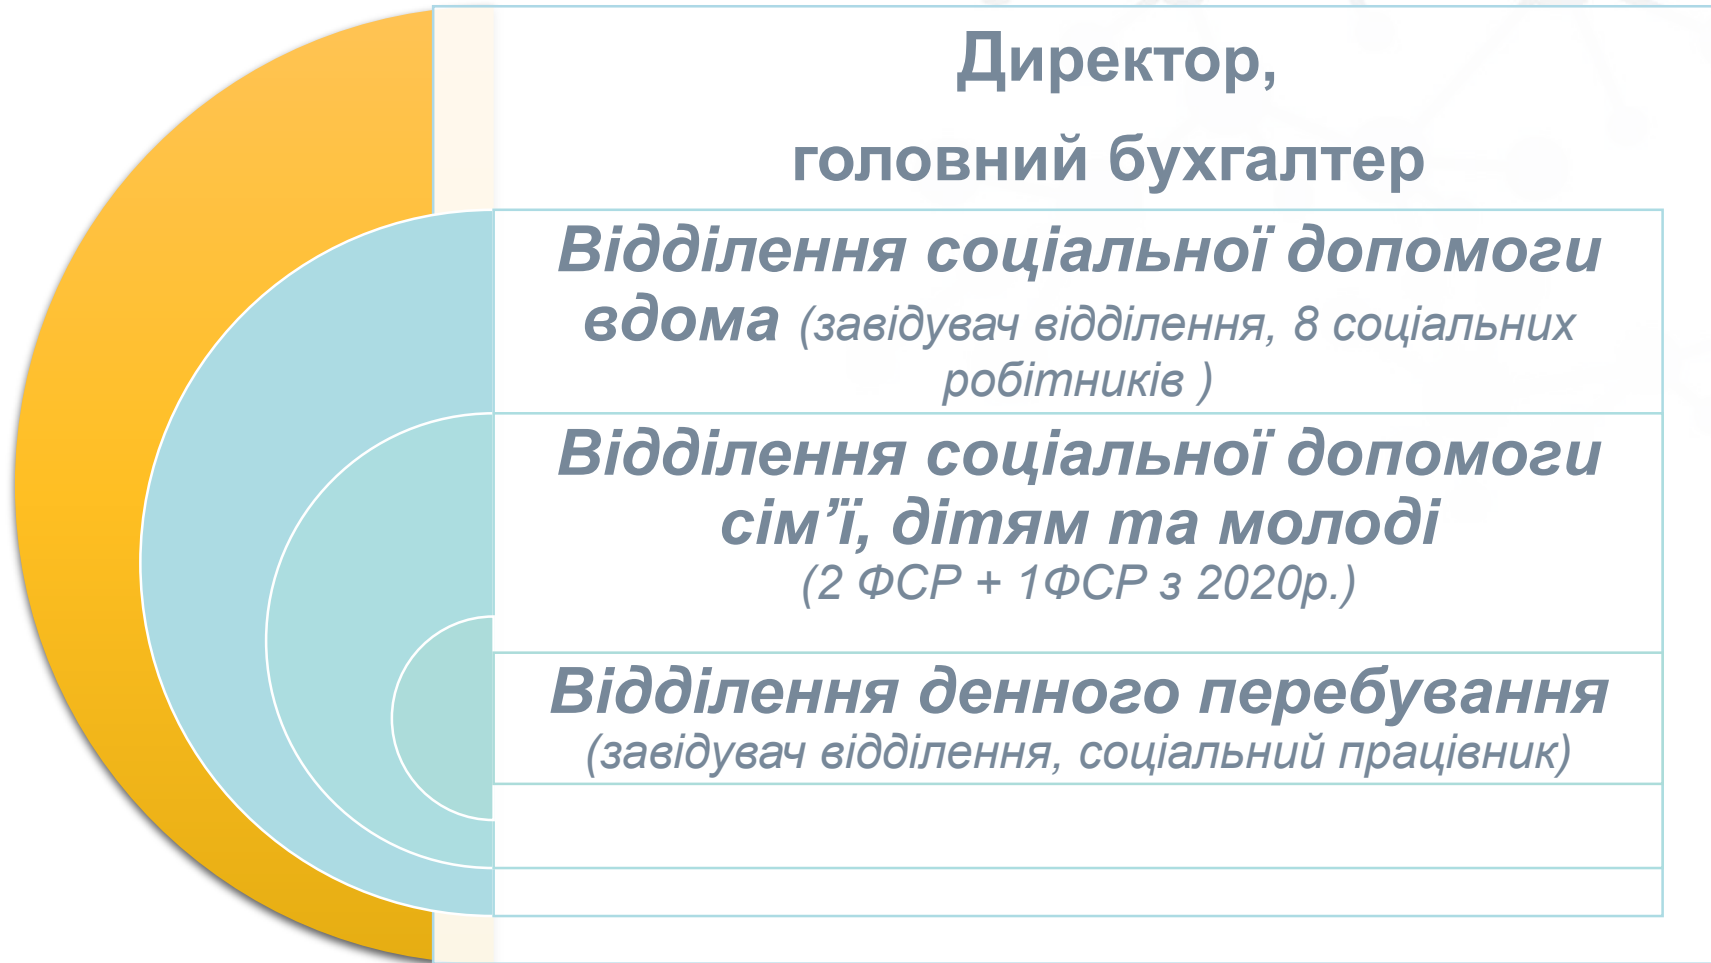 Директор,
головний бухгалтер
Відділення соціальної допомоги
вдома (завідувач відділення, 8 соціальних
робітників )
Відділення соціальної допомоги
сім’ї, дітям та молоді
(2 ФСР + 1ФСР з 2020р.)
Відділення денного перебування
(завідувач відділення, соціальний працівник)